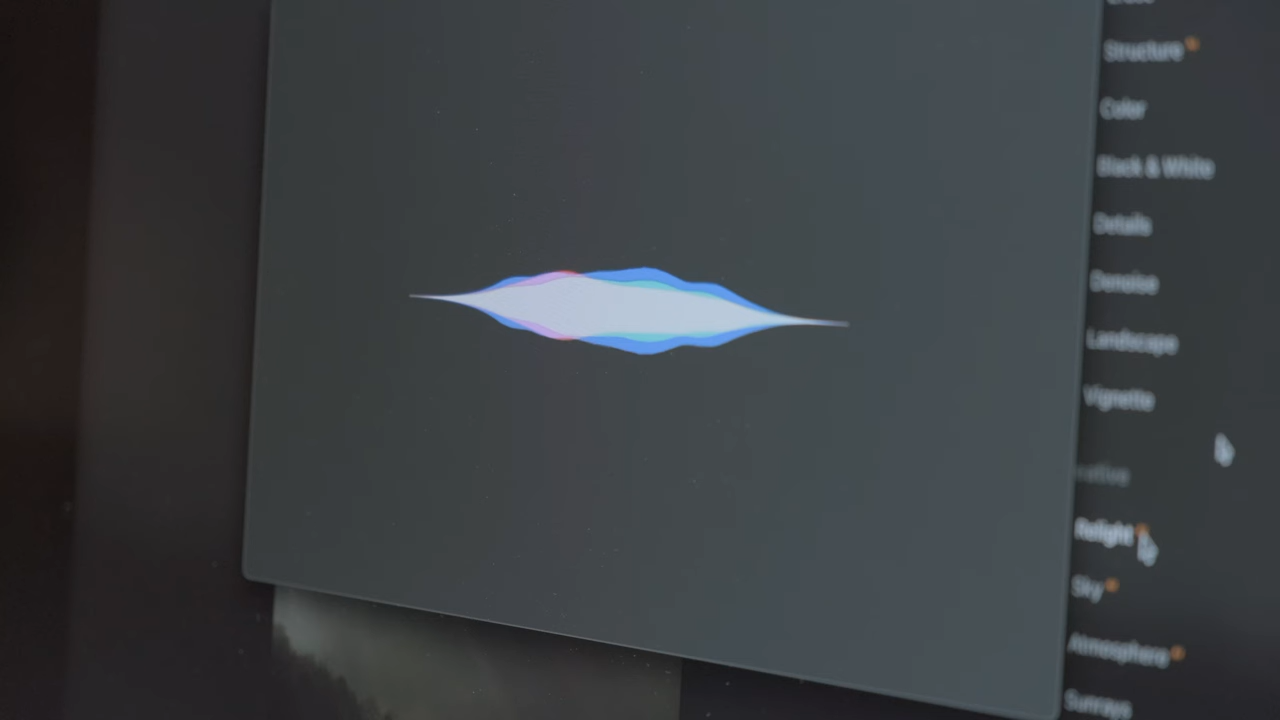 Structure
Color
Black & White
Details
Denoise
Landscape
Vignette
Relight
Sky
Atmosphere
Sunrays